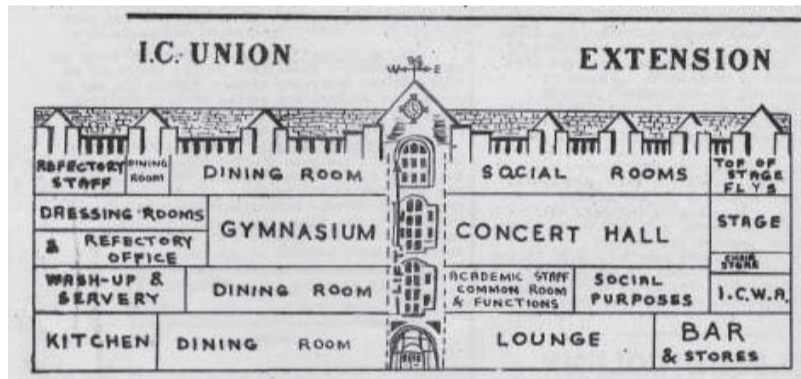 I.C. UNION EXTENSION
W E
REFECTORY
STAFF
DINING
ROOM
DINING ROOM
SOCIAL ROOMS
TOP OF
STAGE
FLYS
DRESSING ROOMS
& REFECTORY
OFFICE
GYMNASIUM
CONCERT HALL
STAGE
CHAIR
STORE
WASH-UP &
SERVERY
DINING ROOM
ACADEMIC STAFF
COMMON ROOM
& FUNCTIONS
SOCIAL
PURPOSES
I.C.W.A.
KITCHEN
DINING ROOM
LOUNGE
BAR
& STORES